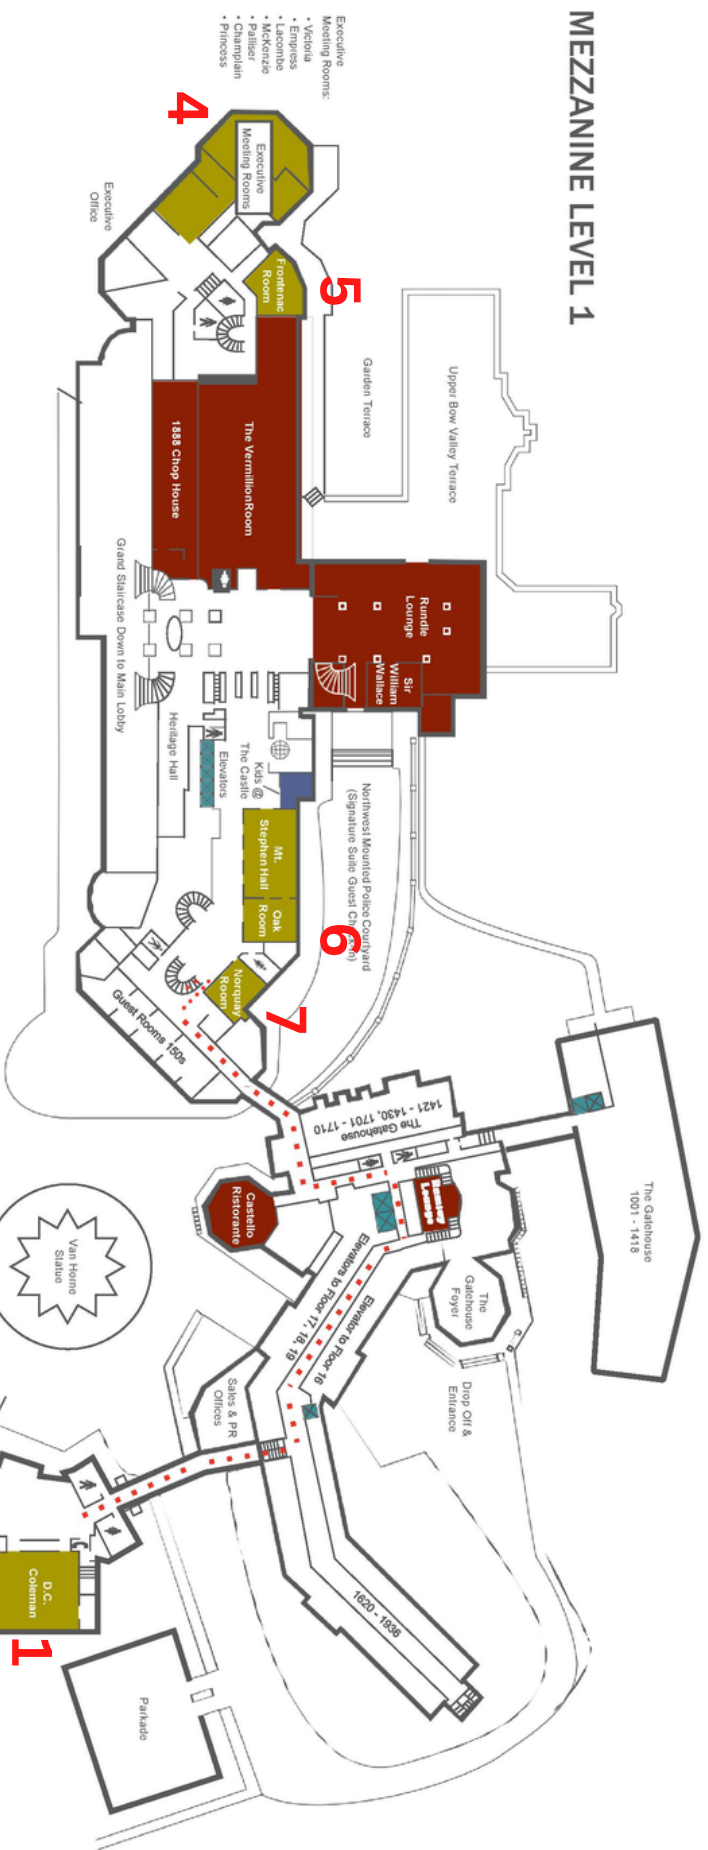 MEZZANINE LEVEL 1
Executive
Meeting Rooms:
• Victoria
• Empress
• Lacombe
• McKenzie
• Palliser
• Champlain
• Princess
4
Executive
Meeting Rooms
Executive
Office
Frontenac
Room
5
Garden Terrace
Upper Bow Valley Terrace
The VermillionRoom
1888 Chop House
Grand Staircase Down to Main Lobby
Rundle
Lounge
Sir
William
Wallace
Heritage Hall
Elevators
Kids @
The Castle
Mt.
Stephen Hall
Oak
Room
Northwest Mounted Police Courtyard
(Signature Suite Guest Ch in)
6
Norquay
Room
7
Guest Rooms 150s
The Gatehouse
1421 - 1430, 1701 - 1710
The Gatehouse
1001 - 1418
Castello
Ristorante
Ramsay
Lounge
The
Gatehouse
Foyer
Elevators to Floor 17, 18, 19
Elevator to Floor 16
Drop Off &
Entrance
Van Horne
Statue
Sales & PR
Offices
1620 - 1936
D.C.
Coleman
1
Parkade